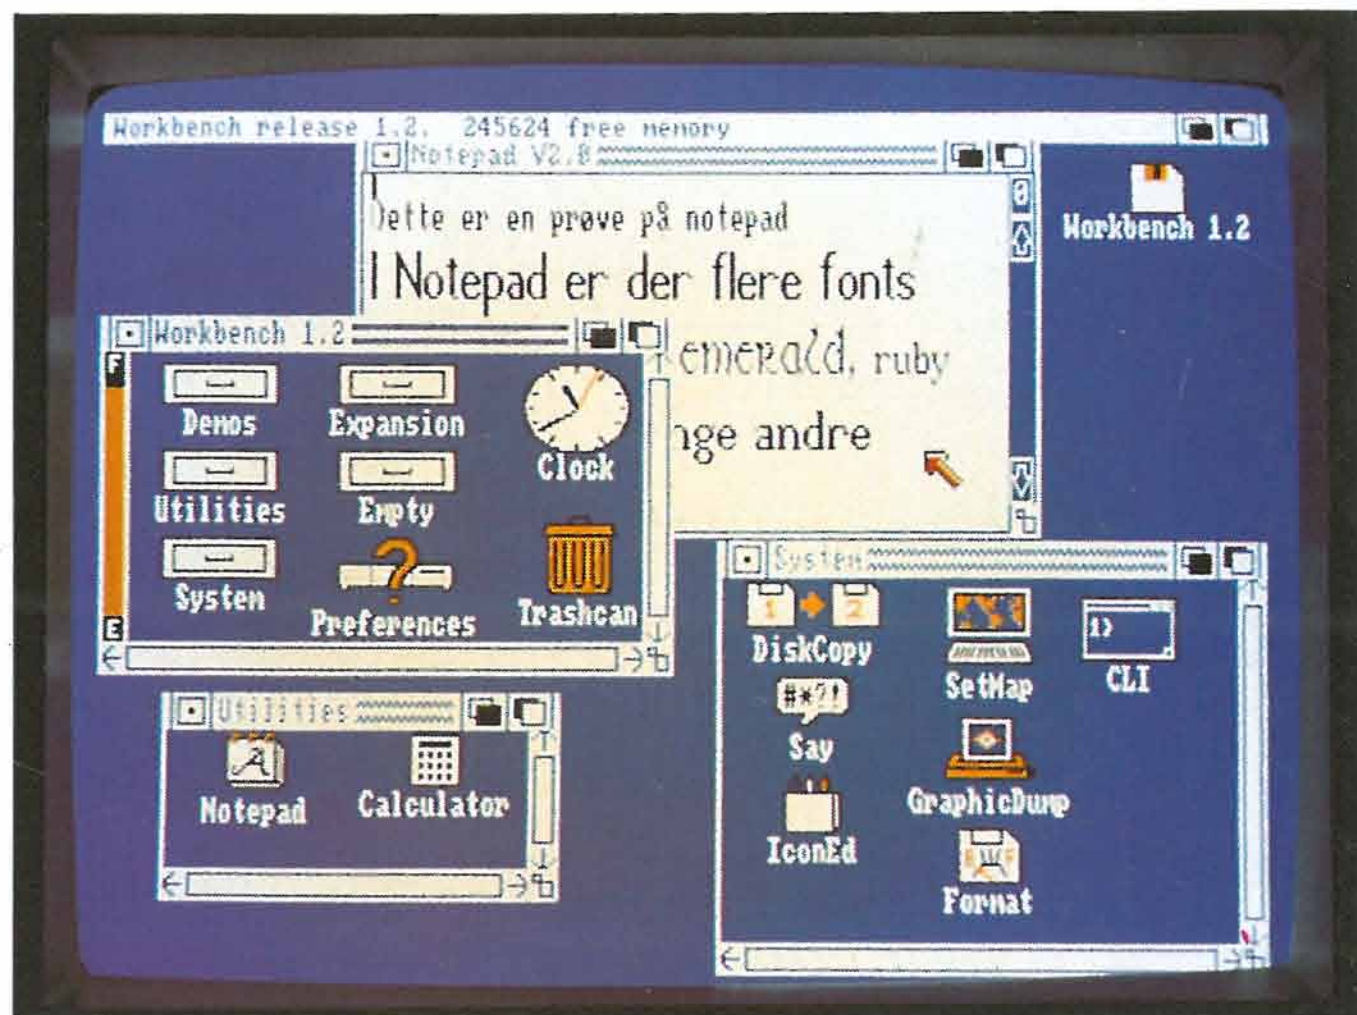 Workbench release 1.2. 245624 free memory
Notepad V2.0
Dette er en prøve på notepad
I Notepad er der flere fonts
emerald, ruby
nge andre
Workbench 1.2
Workbench 1.2
F
E
Demos
Expansion
Clock
Utilities
Empty
System
Preferences
Trashcan
Utilities
Notepad
Calculator
System
1
2
DiskCopy
SetMap
1>
CLI
#*?!
Say
GraphicDump
IconEd
Format